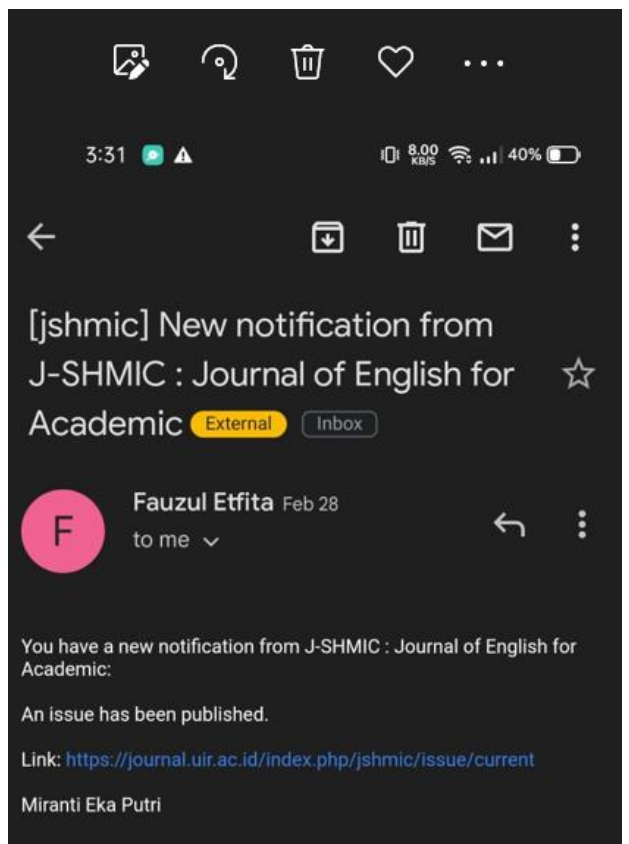 3:31
8.00
KB/S
40%
[jshmic] New notification from
J-SHMIC : Journal of English for
Academic External Inbox
F
Fauzul Etfita Feb 28
to me
You have a new notification from J-SHMIC : Journal of English for
Academic:
An issue has been published.
Link: https://journal.uir.ac.id/index.php/jshmic/issue/current
Miranti Eka Putri